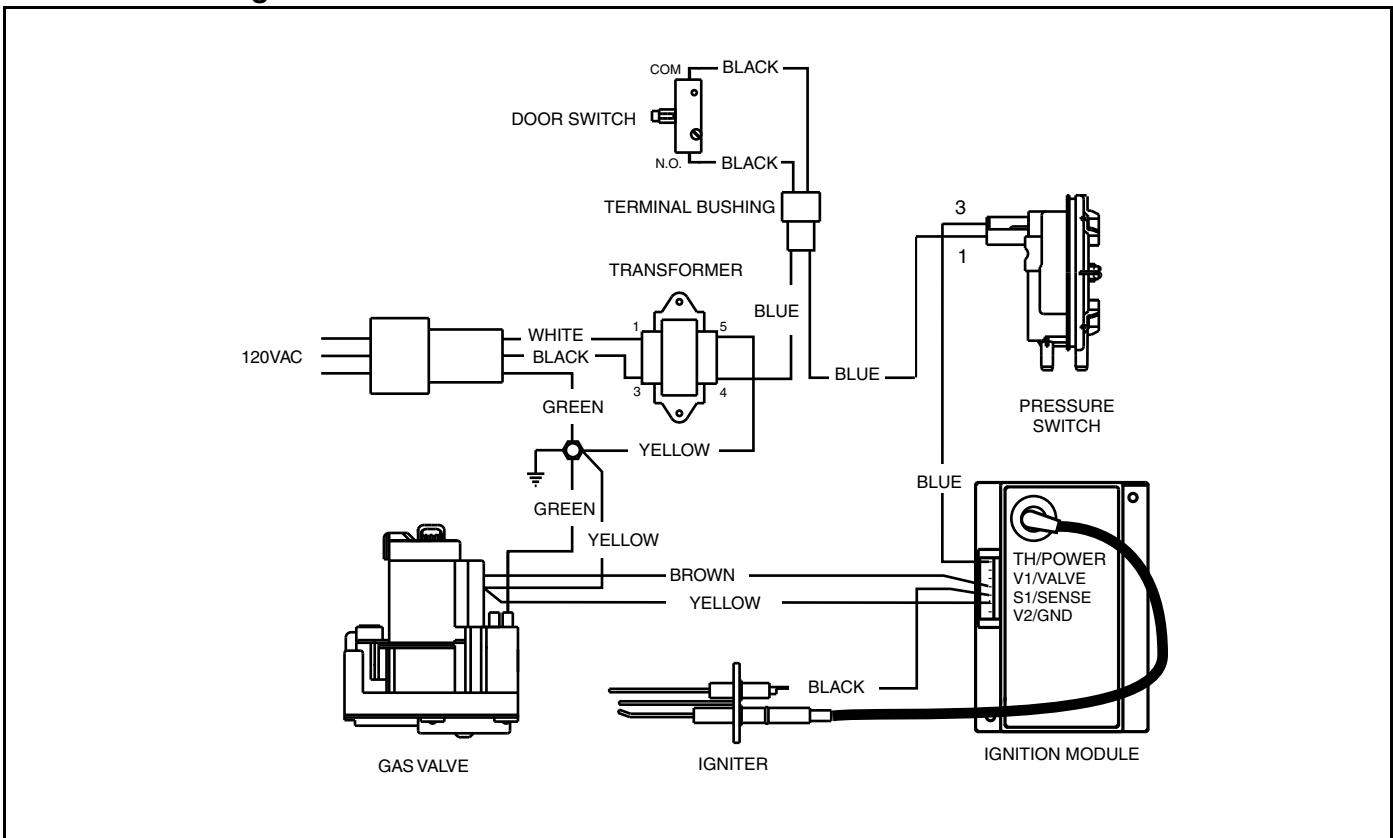 COM
BLACK
DOOR SWITCH
N.O.
BLACK
TERMINAL BUSHING
3
1
TRANSFORMER
BLUE
1
5
WHITE
120VAC
BLACK
BLUE
3
4
GREEN
PRESSURE
SWITCH
YELLOW
BLUE
GREEN
YELLOW
TH/POWER
BROWN
V1/VALVE
YELLOW
S1/SENSE
V2/GND
BLACK
IGNITION MODULE
GAS VALVE
IGNITER